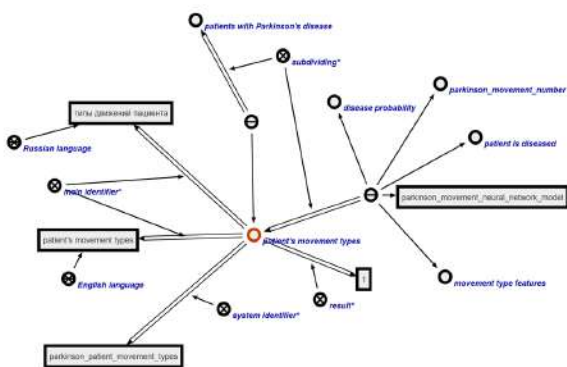 patients with Parkinson's disease
subdividing*
parkinson_movement_number
disease probability
типы движений пациента
Russian language
patient is diseased
main identifier*
parkinson_movement_neural_network_model
patient's movement types
patient's movement types
English language
movement type features
system identifier*
result*
parkinson_patient_movement_types